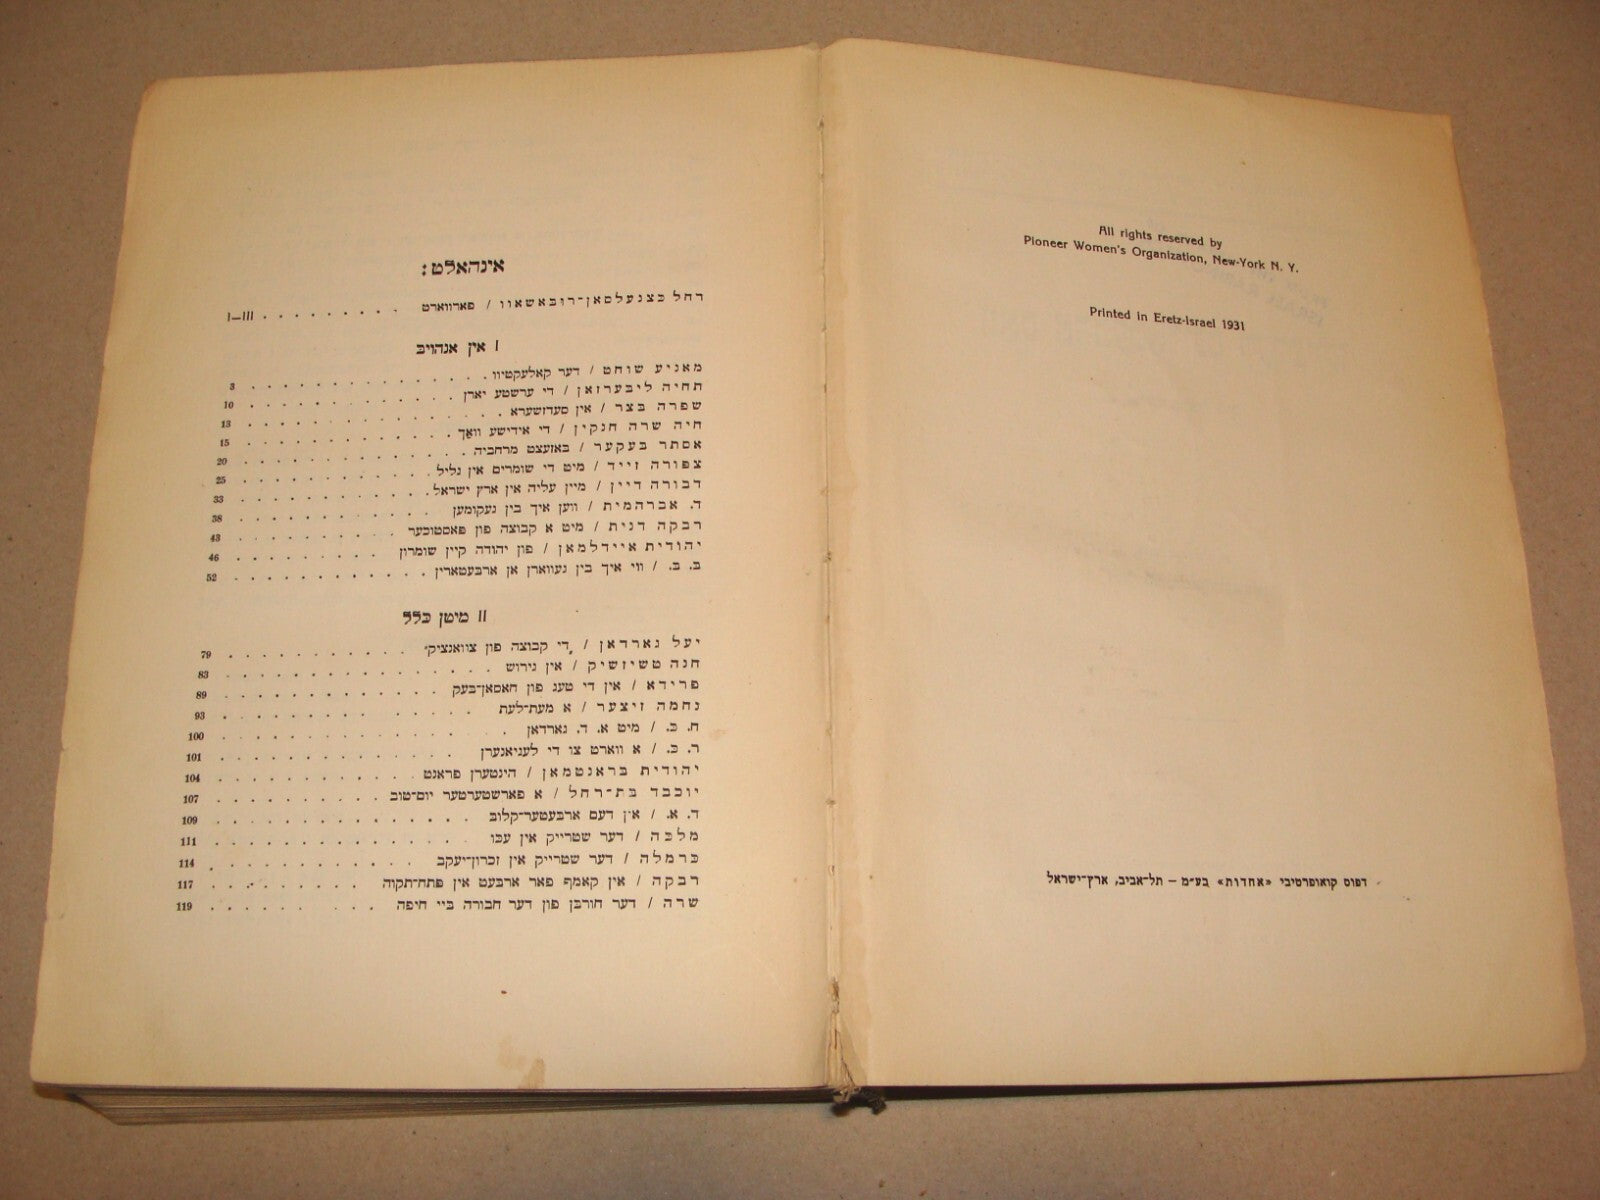 All rights reserved by
Pioneer Women's Organization, New-York N. Y.
Printed in Eretz-Israel 1931
דפוס קואופרטיבי «אחדות» בע״מ – תל־אביב, ארץ־ישראל
אינהאלט:
רחל כצנעלסאן־רובאשאוו / פארווארט . . . . . . . . . I—III
I אין אנהויב
מאניע שוחט / דער קאלעקטיוו . . . . . . . . . . 3
תחיה ליבערזאן / די ערשטע יארן . . . . . . . . . 10
שפרה בצר / אין סעדזשערא . . . . . . . . . . 13
חיה שרה חנקין / די אידישע וואך . . . . . . . . . 15
אסתר בעקער / באזעצט מרחביה . . . . . . . . . 20
צפורה זייד / מיט די שומרים אין גליל . . . . . . . . 25
דבורה דיין / מיין עליה אין ארץ ישראל . . . . . . . . 33
ד. אברהמית / ווען איך בין געקומען . . . . . . . . 38
רבקה דנית / מיט א קבוצה פון פאסטוכער . . . . . . . 43
יהודית איידלמאן / פון יהודה קיין שומרון . . . . . . . 46
ב. ב. / ווי איך בין געווארן אן ארבעטארין . . . . . . . . 52
II מיטן כלל
יעל גארדאן / „די קבוצה פון צוואנציק״ . . . . . . . . 79
חנה טשיזשיק / אין גירוש . . . . . . . . . . . 83
פרידא / אין די טעג פון חאסאן־בעק . . . . . . . . . 89
נחמה זיצער / א מעת־לעת . . . . . . . . . . 93
ח. כ. / מיט א. ד. גארדאן . . . . . . . . . . . 100
ר. כ. / א ווארט צו די לעגיאנערן . . . . . . . . . 101
יהודית בראנטמאן / הינטערן פראנט . . . . . . . . . 104
יוכבד בת־רחל / א פארשטערטער יום־טוב . . . . . . . . 107
ד. א. / אין דעם ארבעטער־קלוב . . . . . . . . . . 109
מלכה / דער שטרייק אין עכו . . . . . . . . . . . 111
כרמלה / דער שטרייק אין זכרון־יעקב . . . . . . . . . 114
רבקה / אין קאמף פאר ארבעט אין פתח־תקוה . . . . . . . 117
שרה / דער חורבן פון דער חבורה ביי חיפה . . . . . . . 119